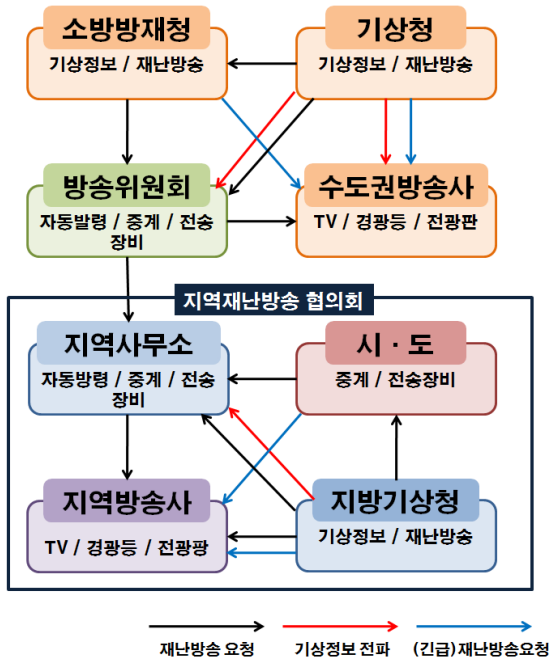 소방방재청
기상정보 / 재난방송
기상청
기상정보 / 재난방송
방송위원회
자동발령 / 중계 / 전송
장비
수도권방송사
TV / 경광등 / 전광판
지역재난방송 협의회
지역사무소
자동방령 / 중계 / 전송
장비
시 · 도
중계 / 전송장비
지역방송사
TV / 경광등 / 전광팡
지방기상청
기상정보 / 재난방송
재난방송 요청
기상정보 전파
(긴급)재난방송요청